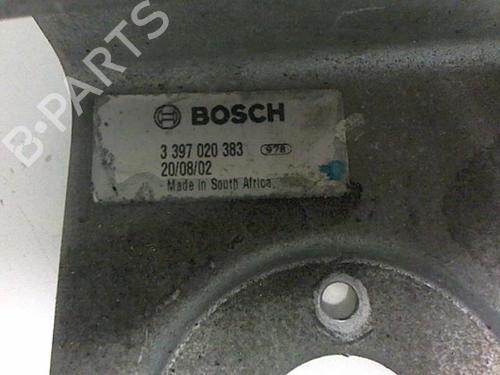 BOSCH
3 397 020 383 978
20/08/02
Made in South Africa.
B-PARTS